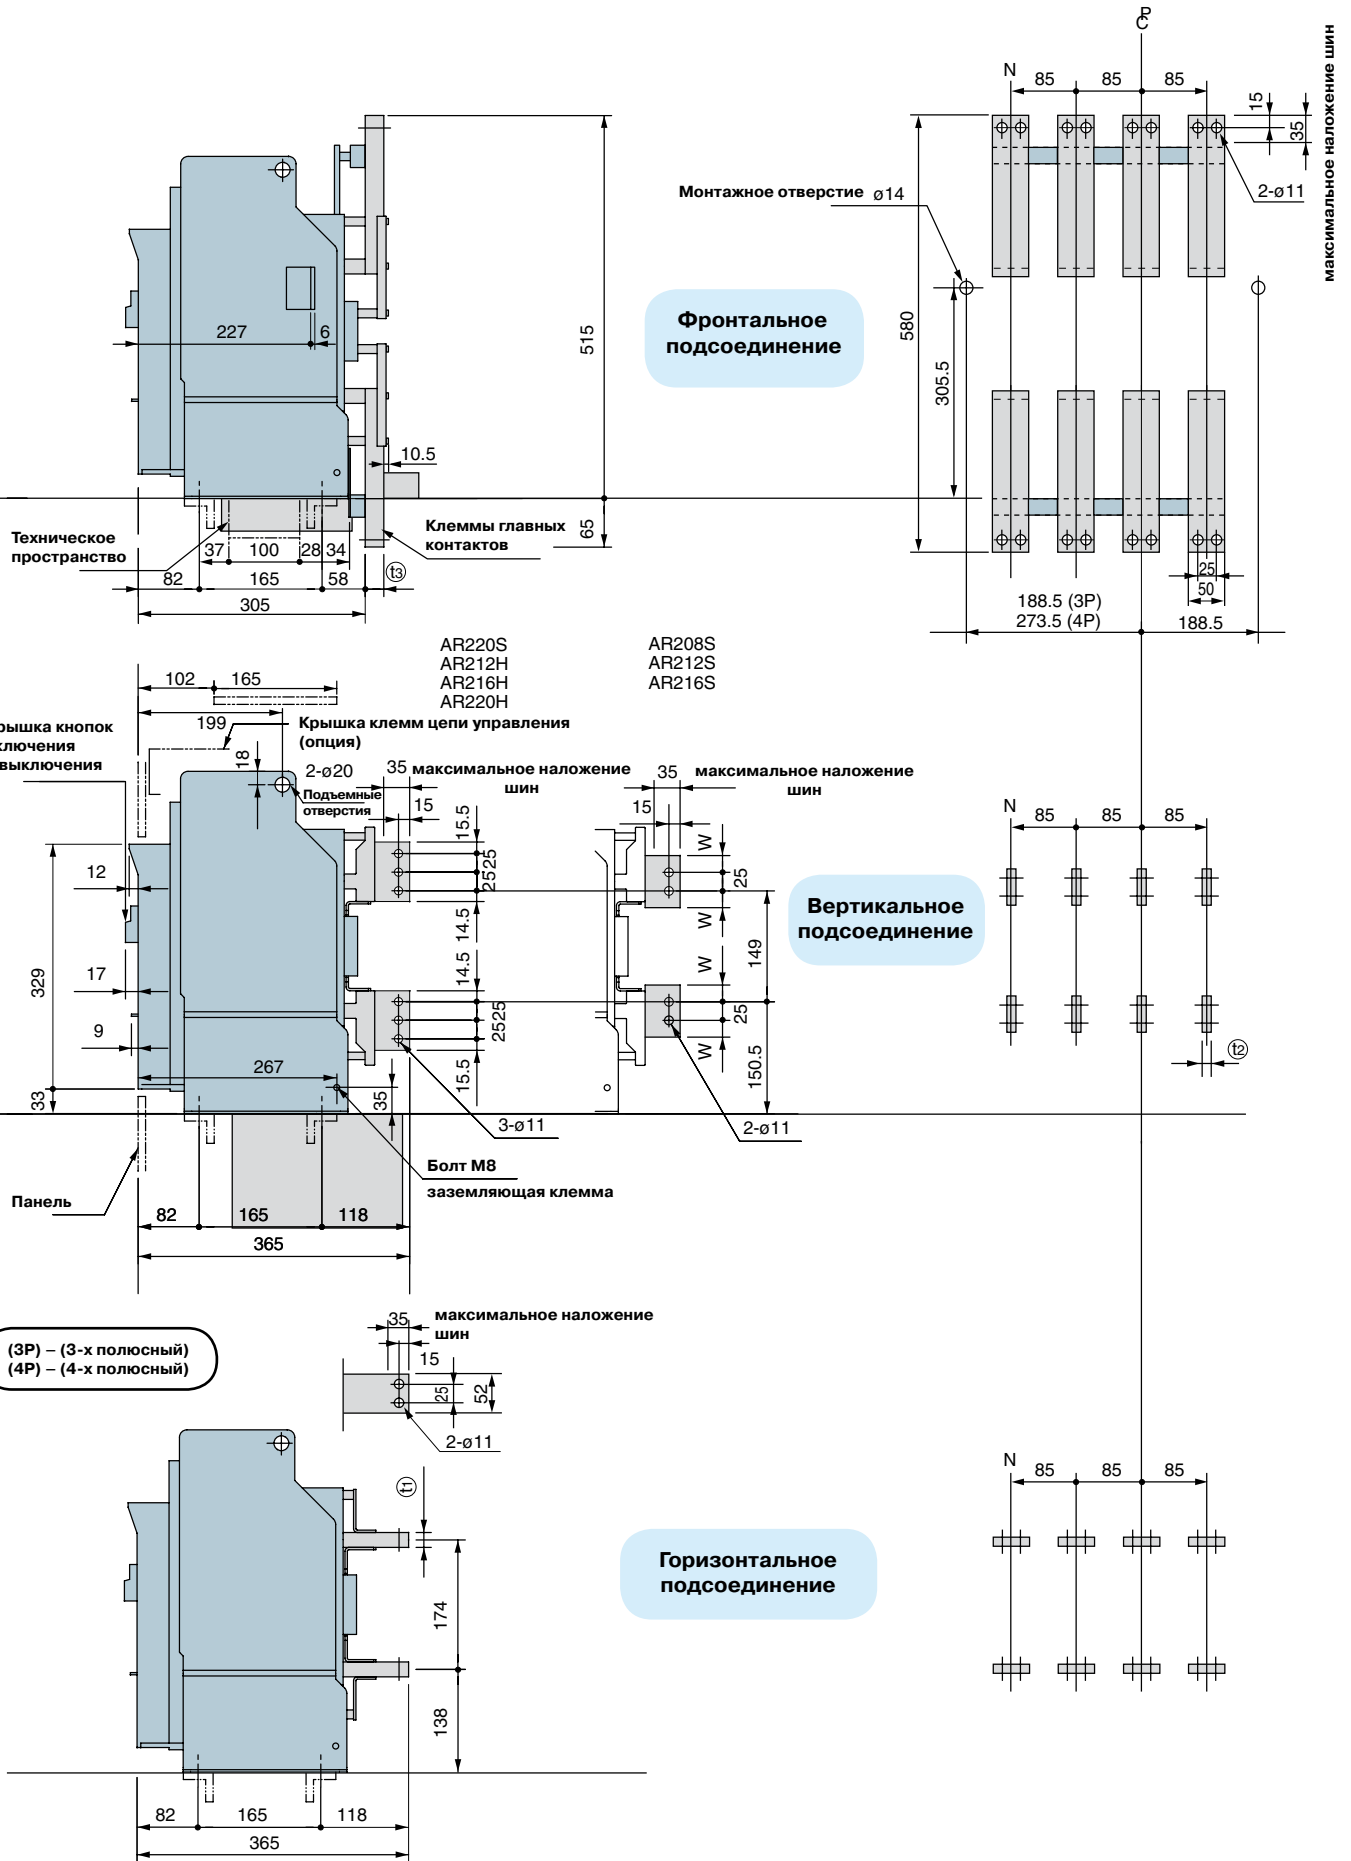 P
C
N
85
85
85
15
35
максимальное наложение шин
2-ø11
Монтажное отверстие ø14
Фронтальное
подсоединение
227
6
515
580
305.5
10.5
65
Техническое
пространство
Клеммы главных
контактов
37
100
28
34
82
165
58
t3
305
25
50
188.5 (3P)
273.5 (4P)
188.5
AR220S
AR212H
AR216H
AR220H
AR208S
AR212S
AR216S
102
165
199
рышка кнопок
ключения
выключения
Крышка клемм цепи управления
(опция)
18
2-ø20
Подъемные
отверстия
35
максимальное наложение
шин
15
15.5
2525
14.5
14.5
2525
15.5
35
максимальное наложение
шин
15
W
25
W
W
25
W
149
150.5
Вертикальное
подсоединение
N
85
85
85
t2
12
329
17
9
33
267
35
3-ø11
2-ø11
Болт М8
заземляющая клемма
Панель
82
165
118
365
(3P) – (3-х полюсный)
(4P) – (4-х полюсный)
35
максимальное наложение
шин
15
25
52
2-ø11
t1
174
138
Горизонтальное
подсоединение
N
85
85
85
82
165
118
365